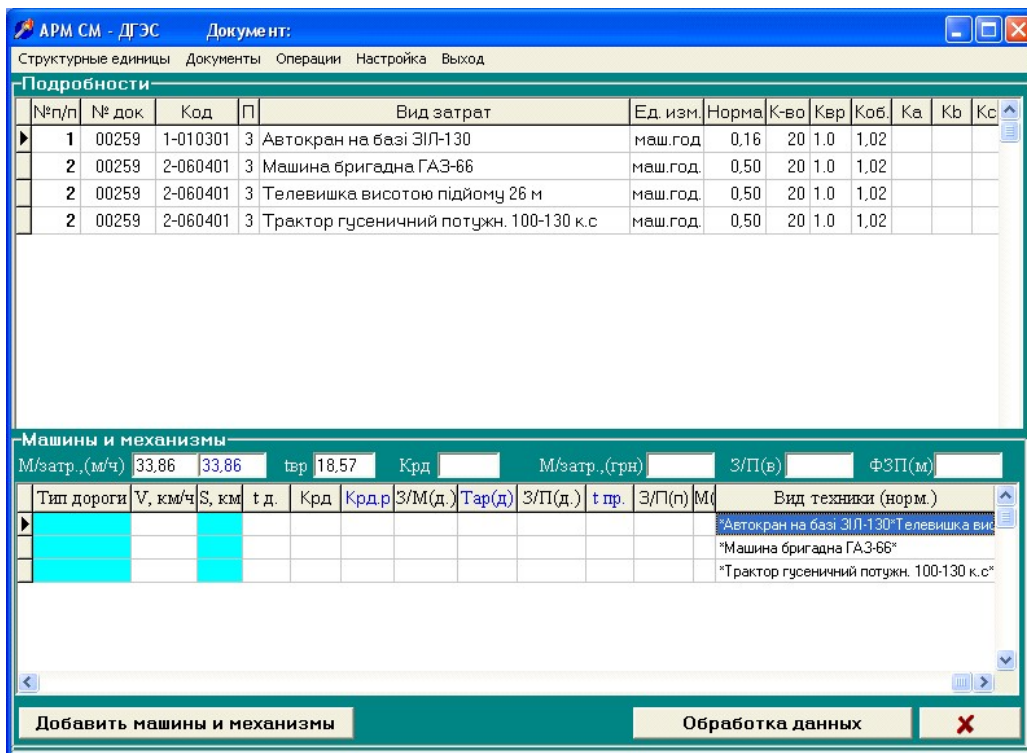 АРМ СМ - ДГЭС Документ:
Структурные единицы Документы Операции Настройка Выход
Подробности
№п/п № док Код П Вид затрат Ед. изм. Норма К-во Квр Коб. Ка Kb Кс
1 00259 1-010301 3 Автокран на базі ЗІЛ-130 маш.год 0,16 20 1.0 1,02
2 00259 2-060401 3 Машина бригадна ГАЗ-66 маш.год. 0,50 20 1.0 1,02
2 00259 2-060401 3 Телевишка висотою підйому 26 м маш.год. 0,50 20 1.0 1,02
2 00259 2-060401 3 Трактор гусеничний потужн. 100-130 к.с маш.год. 0,50 20 1.0 1,02
Машины и механизмы
М/затр.,(м/ч) 33,86 33,86 tвр 18,57 Крд М/затр.,(грн) З/П(в) ФЗП(м)
Тип дороги V, км/ч S, км t д. Крд Крд.р З/М(д.) Тар(д) З/П(д.) t пр. З/П(п) М( Вид техники (норм.)
*Автокран на базі ЗІЛ-130*Телевишка вис
*Машина бригадна ГАЗ-66*
*Трактор гусеничний потужн. 100-130 к.с*
Добавить машины и механизмы Обработка данных